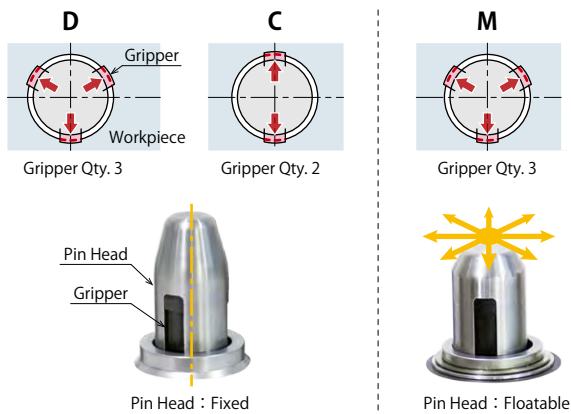 D
C
M
Gripper
Workpiece
Gripper Qty. 3
Gripper Qty. 2
Gripper Qty. 3
Pin Head
Gripper
Pin Head：Fixed
Pin Head：Floatable